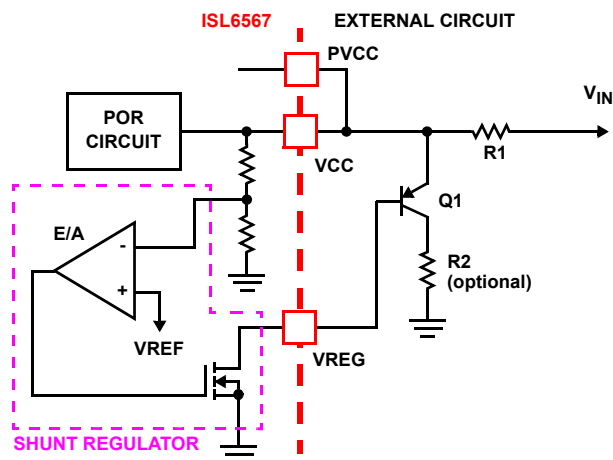 ISL6567
EXTERNAL CIRCUIT
PVCC
VIN
POR
CIRCUIT
VCC
R1
Q1
E/A
-
+
R2
(optional)
VREF
VREG
SHUNT REGULATOR